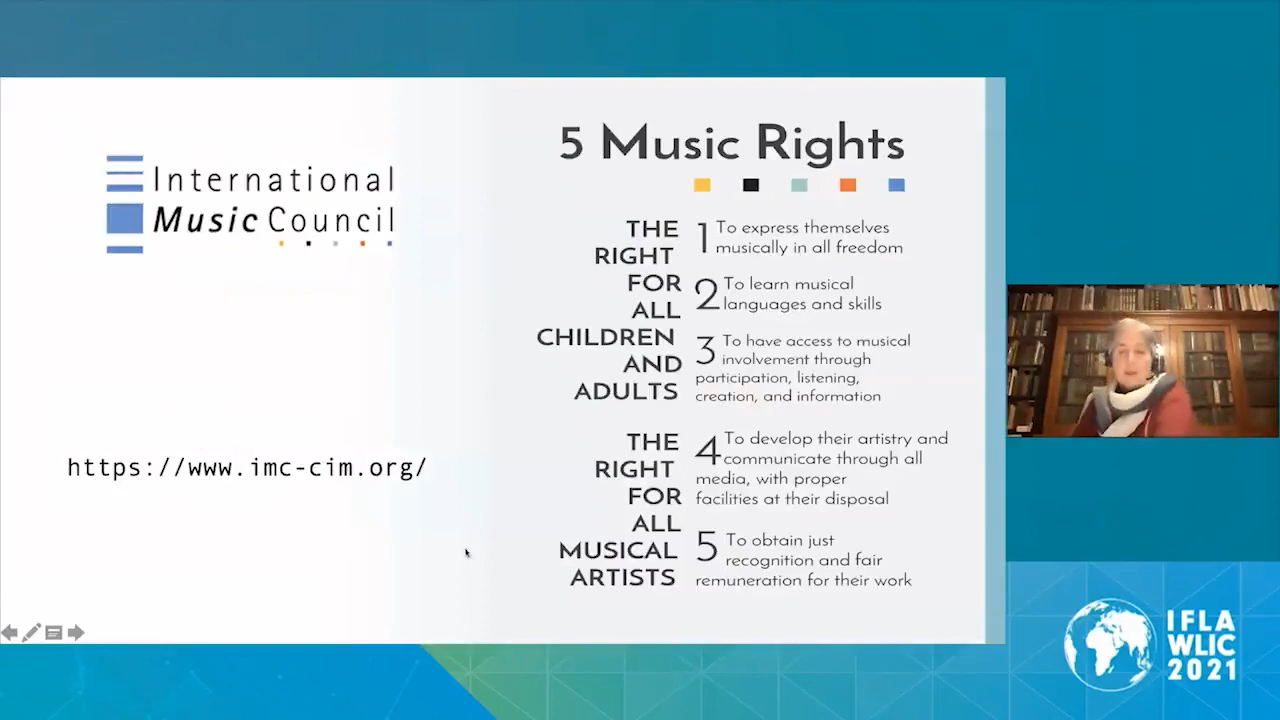 International
Music Council
https://www.imc-cim.org/
5 Music Rights
THE
RIGHT
FOR
ALL
CHILDREN
AND
ADULTS
1 To express themselves
musically in all freedom
2 To learn musical
languages and skills
3 To have access to musical
involvement through
participation, listening,
creation, and information
THE
RIGHT
FOR
ALL
MUSICAL
ARTISTS
4 To develop their artistry and
communicate through all
media, with proper
facilities at their disposal
5 To obtain just
recognition and fair
remuneration for their work
IFLA
WLIC
2021